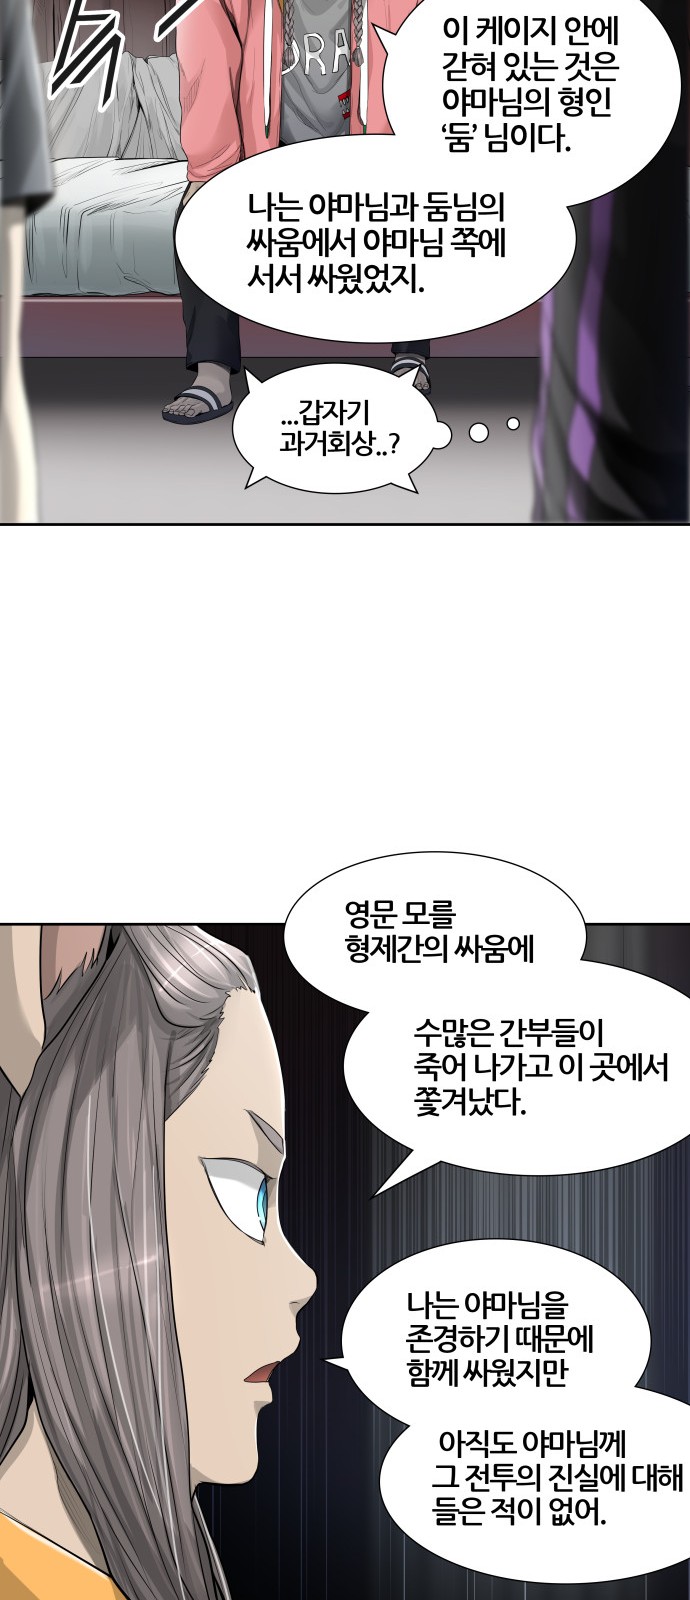 이 케이지 안에
갇혀 있는 것은
야마님의 형인
‘둠’ 님이다.
나는 야마님과 둠님의
싸움에서 야마님 쪽에
서서 싸웠었지.
...갑자기
과거회상..?
영문 모를
형제간의 싸움에
수많은 간부들이
죽어 나가고 이 곳에서
쫓겨났다.
나는 야마님을
존경하기 때문에
함께 싸웠지만
아직도 야마님께
그 전투의 진실에 대해
들은 적이 없어.